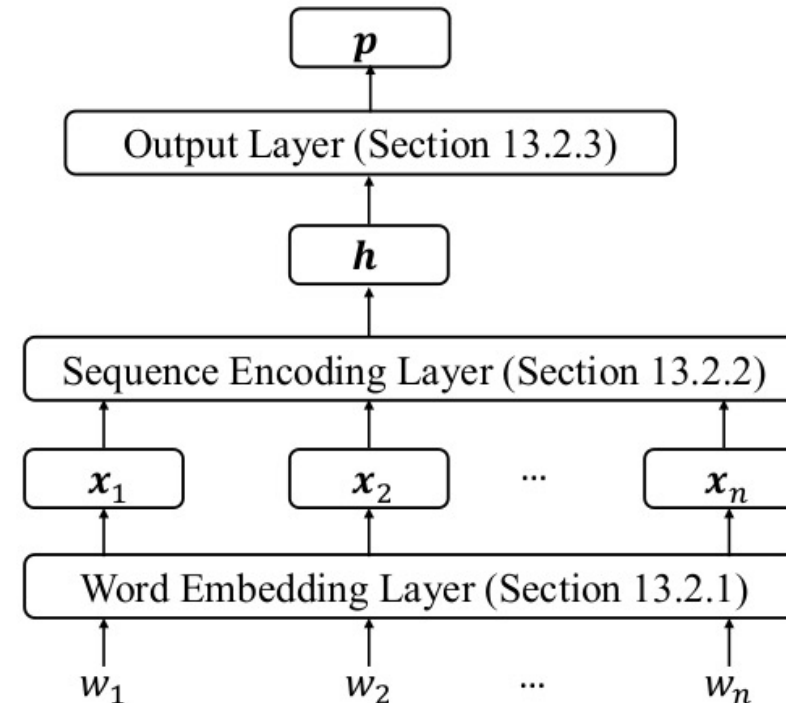 p
Output Layer (Section 13.2.3)
h
Sequence Encoding Layer (Section 13.2.2)
x₁ x₂ ... xₙ
Word Embedding Layer (Section 13.2.1)
w₁ w₂ ... wₙ